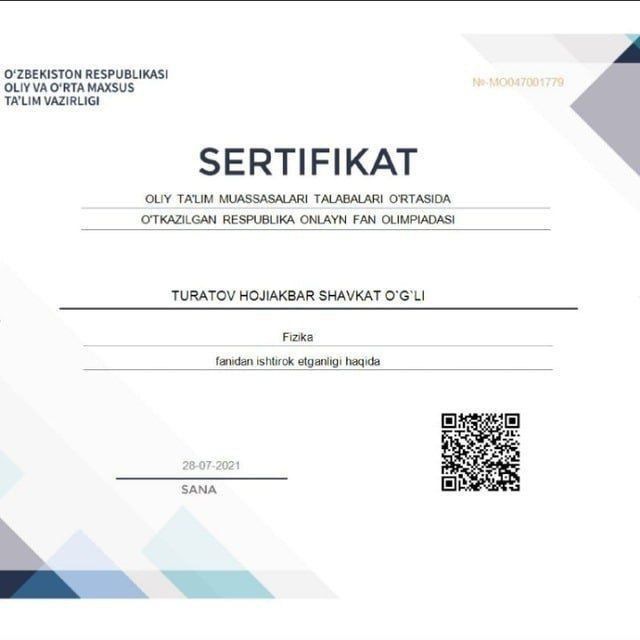 O'ZBEKISTON RESPUBLIKASI
OLIY VA O'RTA MAXSUS
TA'LIM VAZIRLIGI
№-MO047001779
SERTIFIKAT
OLIY TA'LIM MUASSASALARI TALABALARI O'RTASIDA
O'TKAZILGAN RESPUBLIKA ONLAYN FAN OLIMPIADASI
TURATOV HOJIAKBAR SHAVKAT O`G`LI
Fizika
fanidan ishtirok etganligi haqida
28-07-2021
SANA